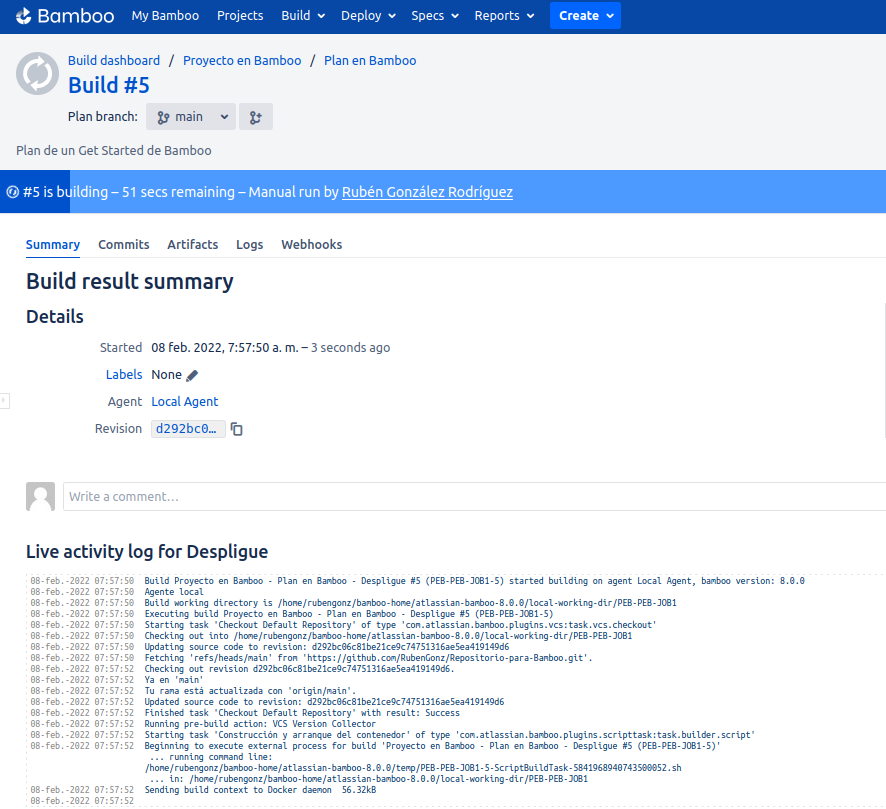 Bamboo My Bamboo Projects Build Deploy Specs Reports Create
Build dashboard / Proyecto en Bamboo / Plan en Bamboo
Build #5
Plan branch: main
Plan de un Get Started de Bamboo
#5 is building – 51 secs remaining – Manual run by Rubén González Rodríguez
Summary Commits Artifacts Logs Webhooks
Build result summary
Details
Started 08 feb. 2022, 7:57:50 a. m. – 3 seconds ago
Labels None
Agent Local Agent
Revision d292bc0...
Write a comment...
Live activity log for Despligue
08-feb.-2022 07:57:50 Build Proyecto en Bamboo - Plan en Bamboo - Despligue #5 (PEB-PEB-JOB1-5) started building on agent Local Agent, bamboo version: 8.0.0
08-feb.-2022 07:57:50 Agente local
08-feb.-2022 07:57:50 Build working directory is /home/rubengonz/bamboo-home/atlassian-bamboo-8.0.0/local-working-dir/PEB-PEB-JOB1
08-feb.-2022 07:57:50 Executing build Proyecto en Bamboo - Plan en Bamboo - Despligue #5 (PEB-PEB-JOB1-5)
08-feb.-2022 07:57:50 Starting task 'Checkout Default Repository' of type 'com.atlassian.bamboo.plugins.vcs:task.vcs.checkout'
08-feb.-2022 07:57:50 Checking out into /home/rubengonz/bamboo-home/atlassian-bamboo-8.0.0/local-working-dir/PEB-PEB-JOB1
08-feb.-2022 07:57:50 Updating source code to revision: d292bc06c81be21ce9c74751316ae5ea419149d6
08-feb.-2022 07:57:50 Fetching 'refs/heads/main' from 'https://github.com/RubenGonz/Repositorio-para-Bamboo.git'.
08-feb.-2022 07:57:52 Checking out revision d292bc06c81be21ce9c74751316ae5ea419149d6.
08-feb.-2022 07:57:52 Ya en 'main'
08-feb.-2022 07:57:52 Tu rama está actualizada con 'origin/main'.
08-feb.-2022 07:57:52 Updated source code to revision: d292bc06c81be21ce9c74751316ae5ea419149d6
08-feb.-2022 07:57:52 Finished task 'Checkout Default Repository' with result: Success
08-feb.-2022 07:57:52 Running pre-build action: VCS Version Collector
08-feb.-2022 07:57:52 Starting task 'Construcción y arranque del contenedor' of type 'com.atlassian.bamboo.plugins.scripttask:task.builder.script'
08-feb.-2022 07:57:52 Beginning to execute external process for build 'Proyecto en Bamboo - Plan en Bamboo - Despligue #5 (PEB-PEB-JOB1-5)'
... running command line:
/home/rubengonz/bamboo-home/atlassian-bamboo-8.0.0/temp/PEB-PEB-JOB1-5-ScriptBuildTask-5841968940743500052.sh
... in: /home/rubengonz/bamboo-home/atlassian-bamboo-8.0.0/local-working-dir/PEB-PEB-JOB1
08-feb.-2022 07:57:52 Sending build context to Docker daemon 56.32kB
08-feb.-2022 07:57:52